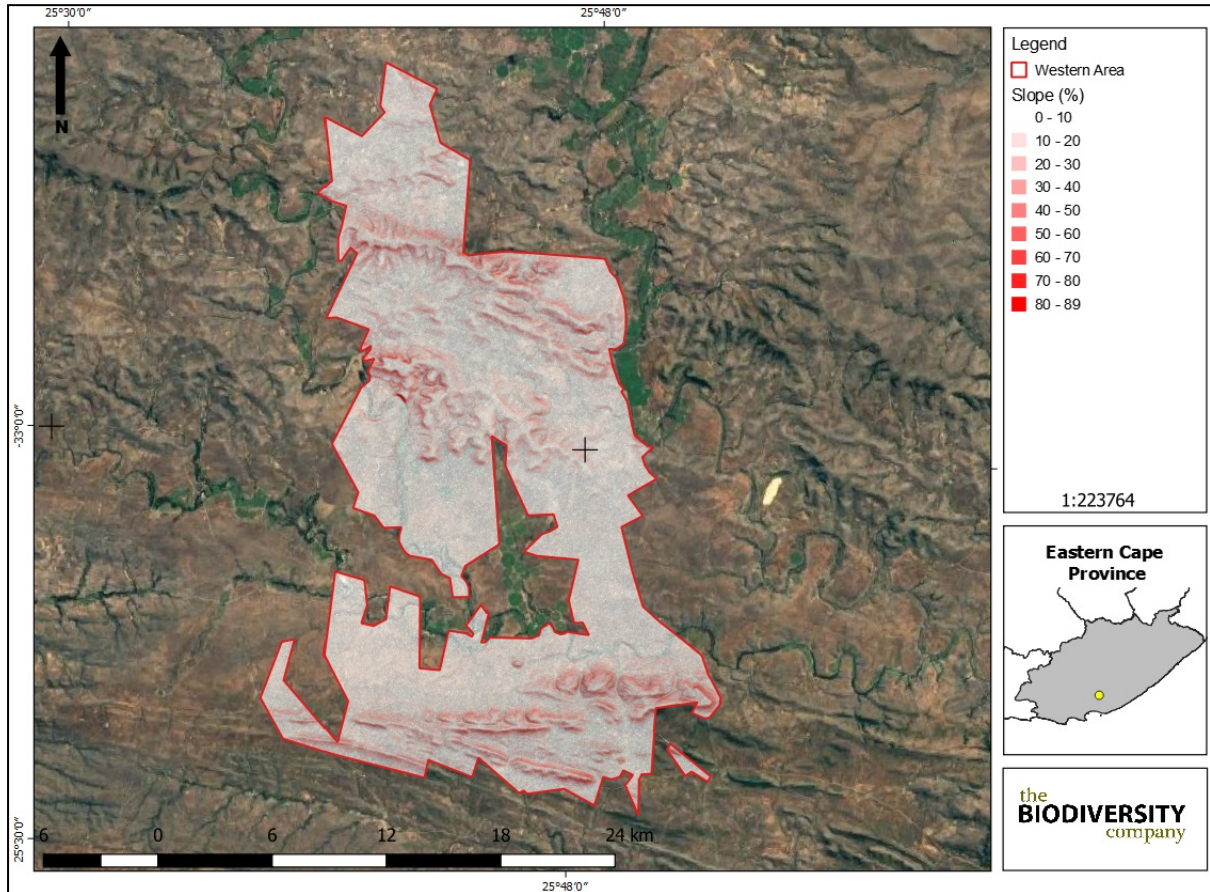 25°30'0"
25°48'0"
N
-33°0'0"
25°30'0"
6
0
6
12
18
24 km
25°48'0"
Legend
Western Area
Slope (%)
0 - 10
10 - 20
20 - 30
30 - 40
40 - 50
50 - 60
60 - 70
70 - 80
80 - 89
1:223764
Eastern Cape
Province
the
BIODIVERSITY
company